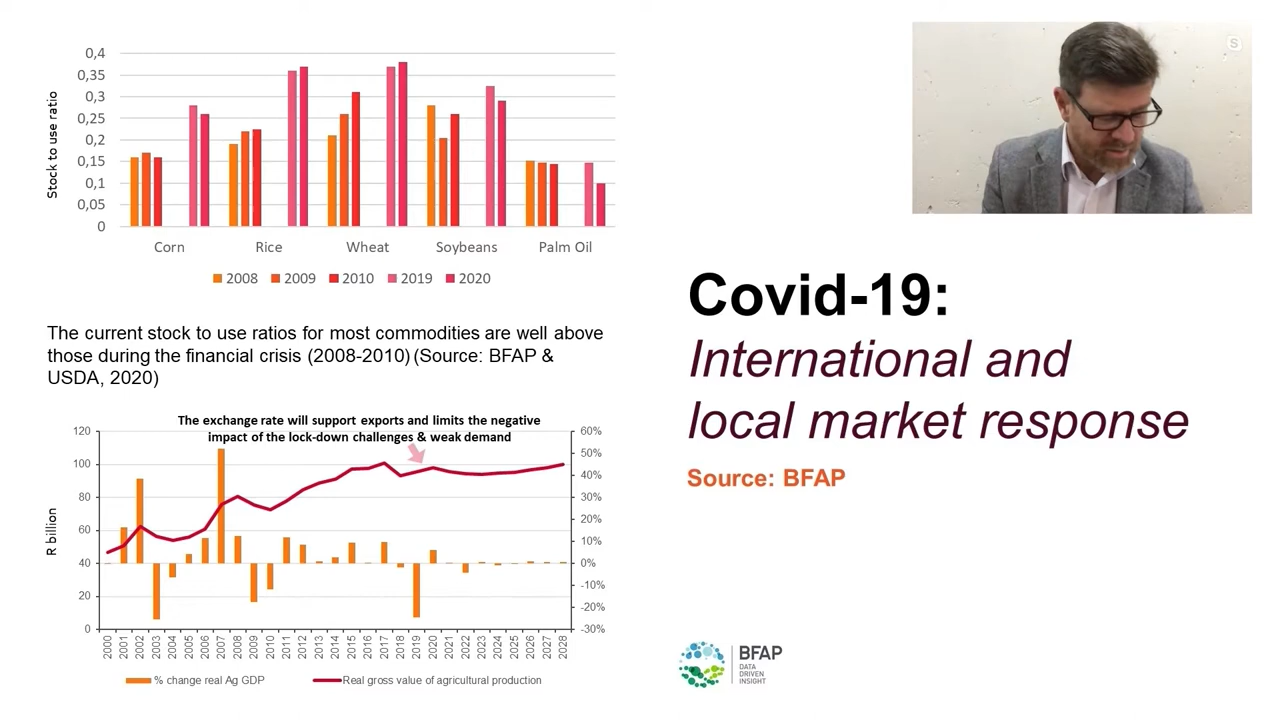 0,4
0,35
0,3
0,25
0,2
0,15
0,1
0,05
0
Stock to use ratio
Corn Rice Wheat Soybeans Palm Oil
2008 2009 2010 2019 2020
The current stock to use ratios for most commodities are well above
those during the financial crisis (2008-2010) (Source: BFAP &
USDA, 2020)
The exchange rate will support exports and limits the negative
impact of the lock-down challenges & weak demand
120
100
80
60
40
20
0
R billion
60%
50%
40%
30%
20%
10%
0%
-10%
-20%
-30%
2000 2001 2002 2003 2004 2005 2006 2007 2008 2009 2010 2011 2012 2013 2014 2015 2016 2017 2018 2019 2020 2021 2022 2023 2024 2025 2026 2027 2028
% change real Ag GDP Real gross value of agricultural production
S
Covid-19:
International and
local market response
Source: BFAP
BFAP
DATA
DRIVEN
INSIGHT